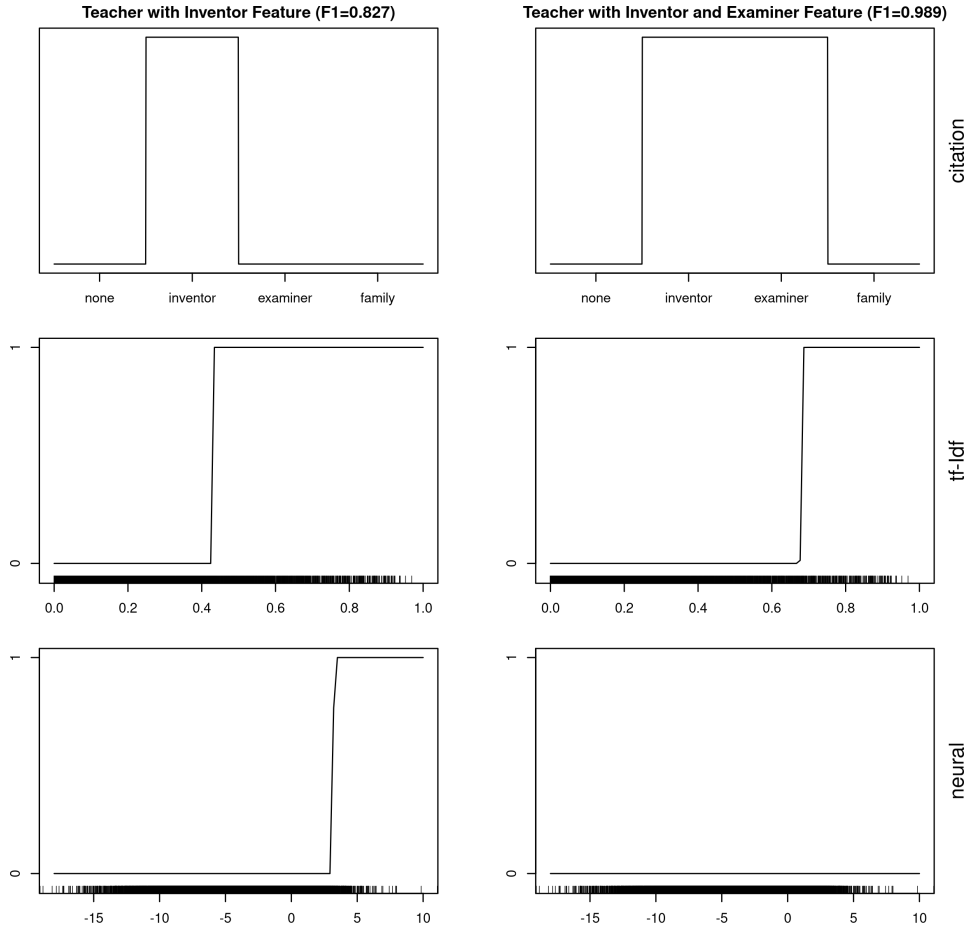 Teacher with Inventor Feature (F1=0.827)
Teacher with Inventor and Examiner Feature (F1=0.989)
none inventor examiner family
none inventor examiner family
citation
1
0
0.0 0.2 0.4 0.6 0.8 1.0
1
0
0.0 0.2 0.4 0.6 0.8 1.0
tf-Idf
1
0
-15 -10 -5 0 5 10
1
0
-15 -10 -5 0 5 10
neural